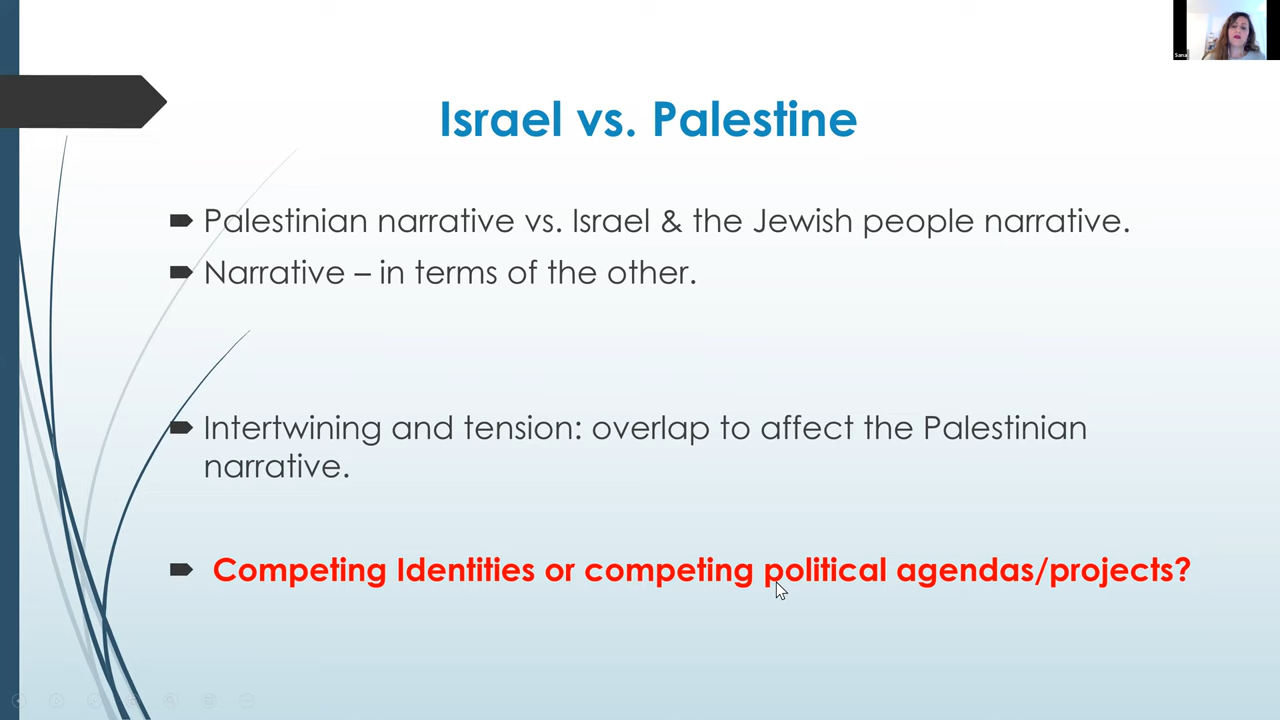 Sana
Israel vs. Palestine
Palestinian narrative vs. Israel & the Jewish people narrative.
Narrative – in terms of the other.
Intertwining and tension: overlap to affect the Palestinian
narrative.
Competing Identities or competing political agendas/projects?